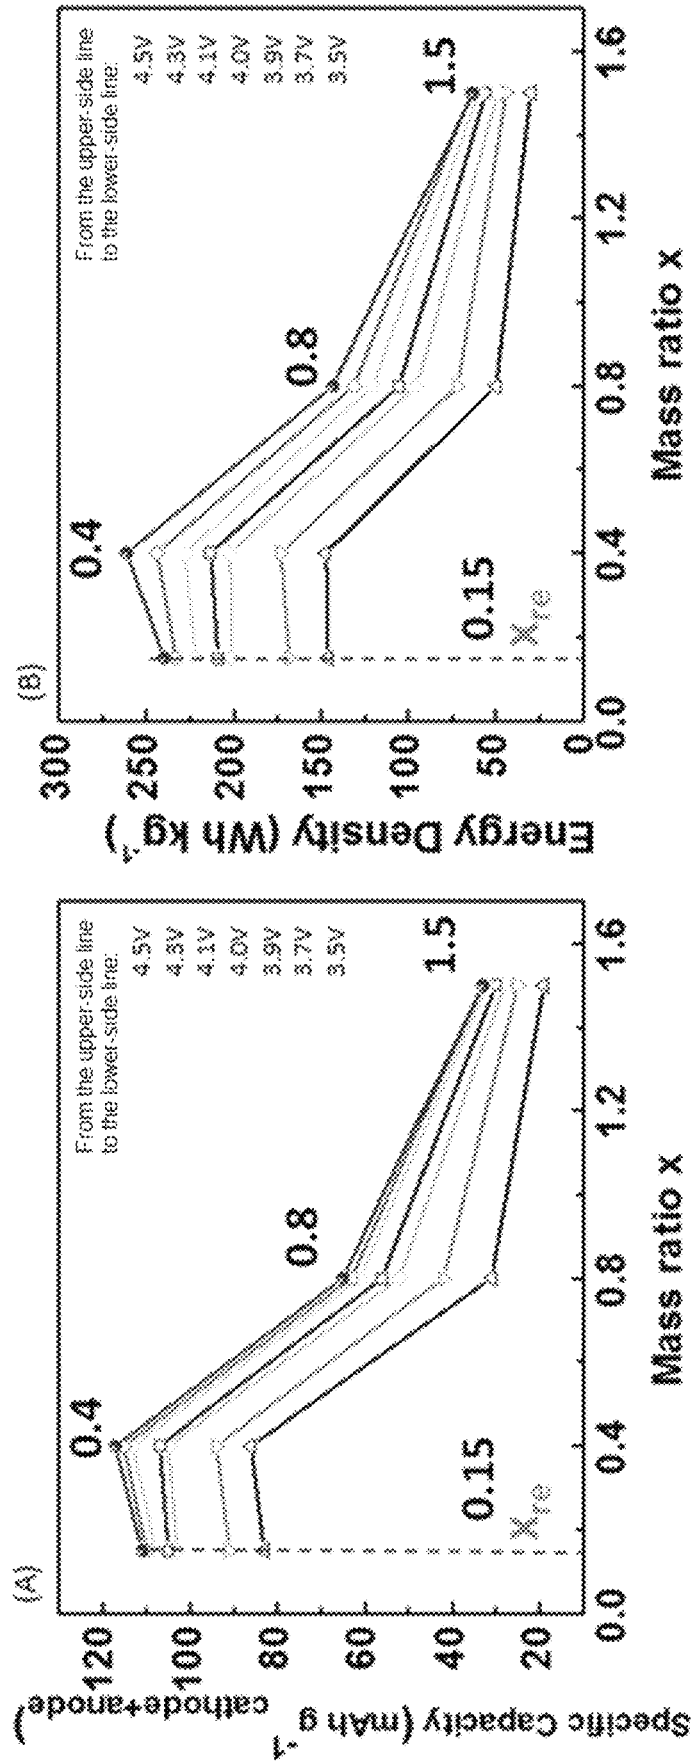 (A)
From the upper-side line
to the lower-side line:
4.5V
4.3V
4.1V
4.0V
3.9V
3.7V
3.5V
0.4
0.8
1.5
0.15
Xre
120
100
80
60
40
20
0.0
0.4
0.8
1.2
1.6
Specific Capacity (mAh g-1 cathode+anode)
Mass ratio x
(B)
From the upper-side line
to the lower-side line:
4.5V
4.3V
4.1V
4.0V
3.9V
3.7V
3.5V
0.4
0.8
1.5
0.15
Xre
300
250
200
150
100
50
0
0.0
0.4
0.8
1.2
1.6
Energy Density (Wh kg-1)
Mass ratio x